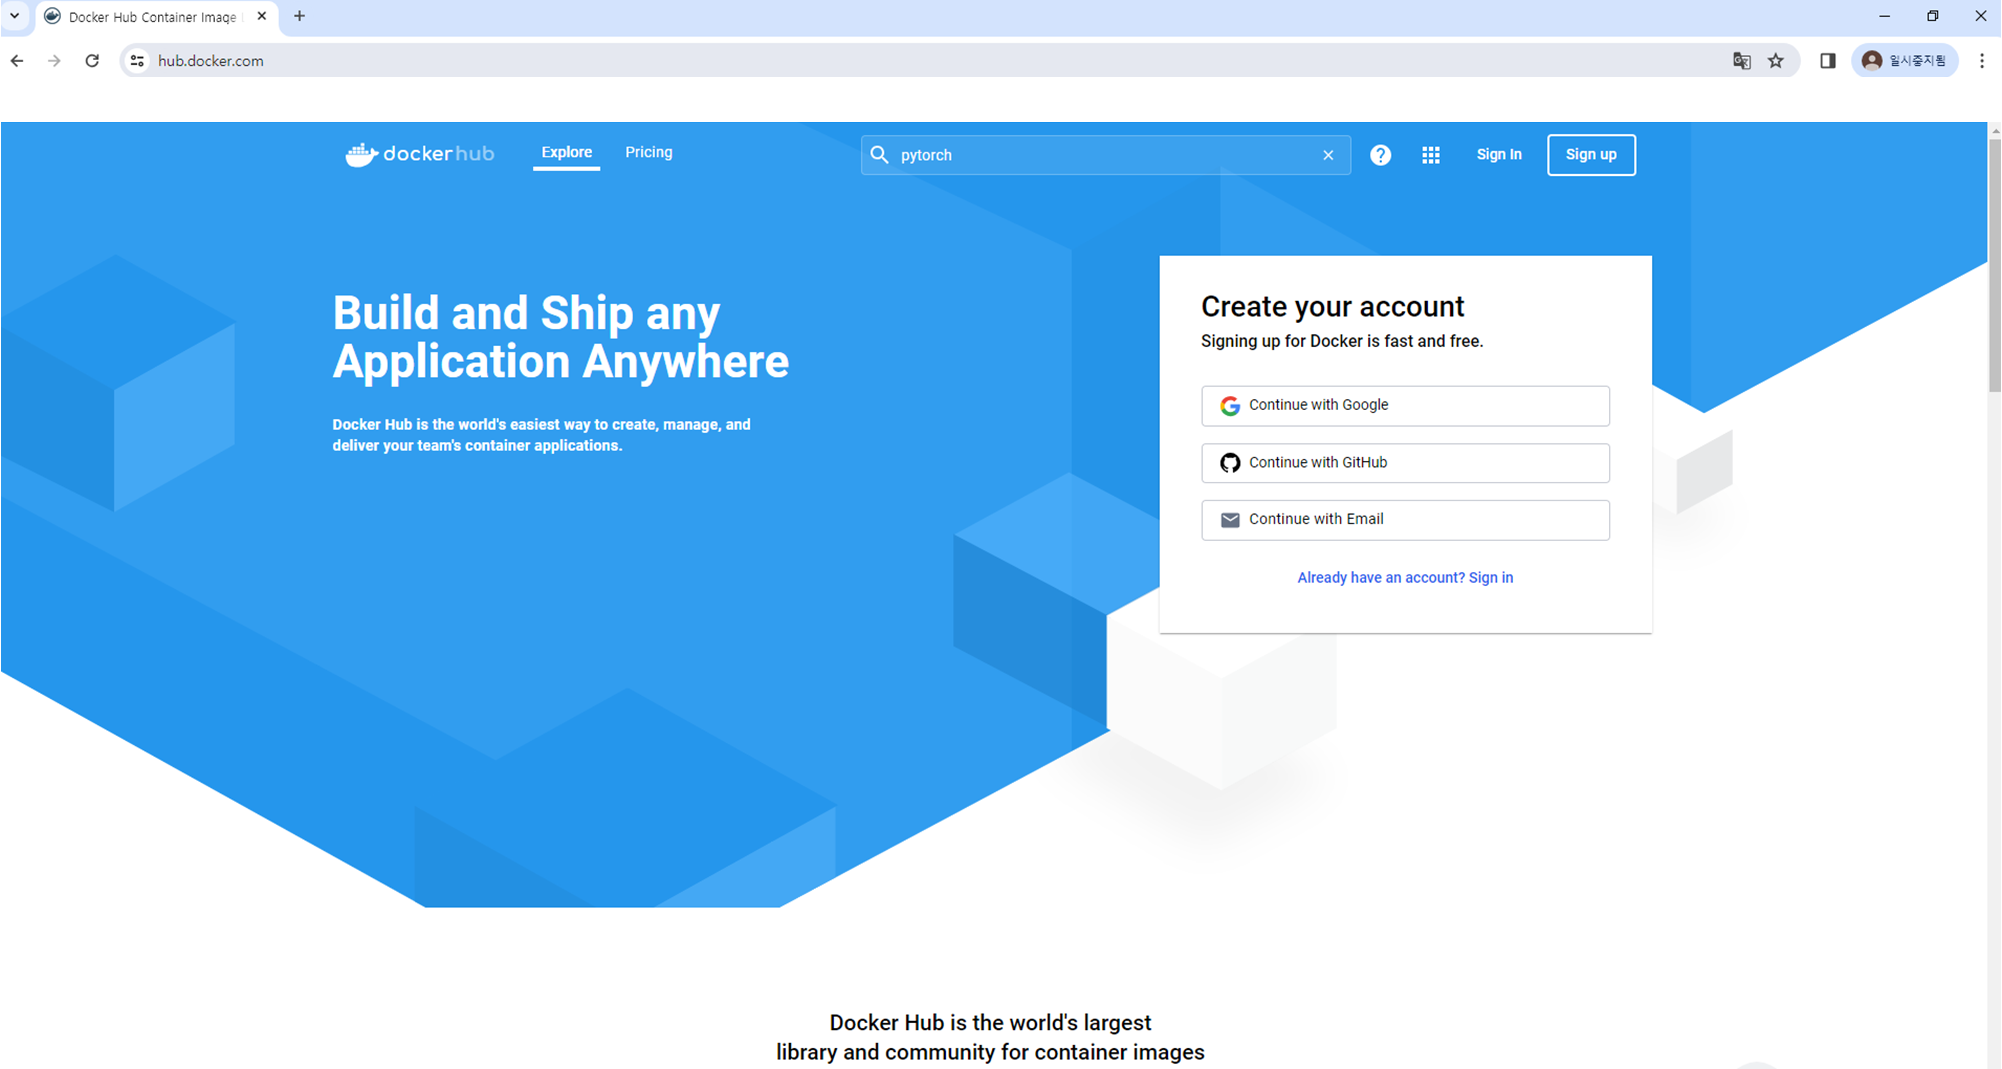 Docker Hub Container Image
hub.docker.com
일시중지됨
dockerhub
Explore
Pricing
pytorch
Sign In
Sign up
Build and Ship any
Application Anywhere
Docker Hub is the world's easiest way to create, manage, and
deliver your team's container applications.
Create your account
Signing up for Docker is fast and free.
Continue with Google
Continue with GitHub
Continue with Email
Already have an account? Sign in
Docker Hub is the world's largest
library and community for container images